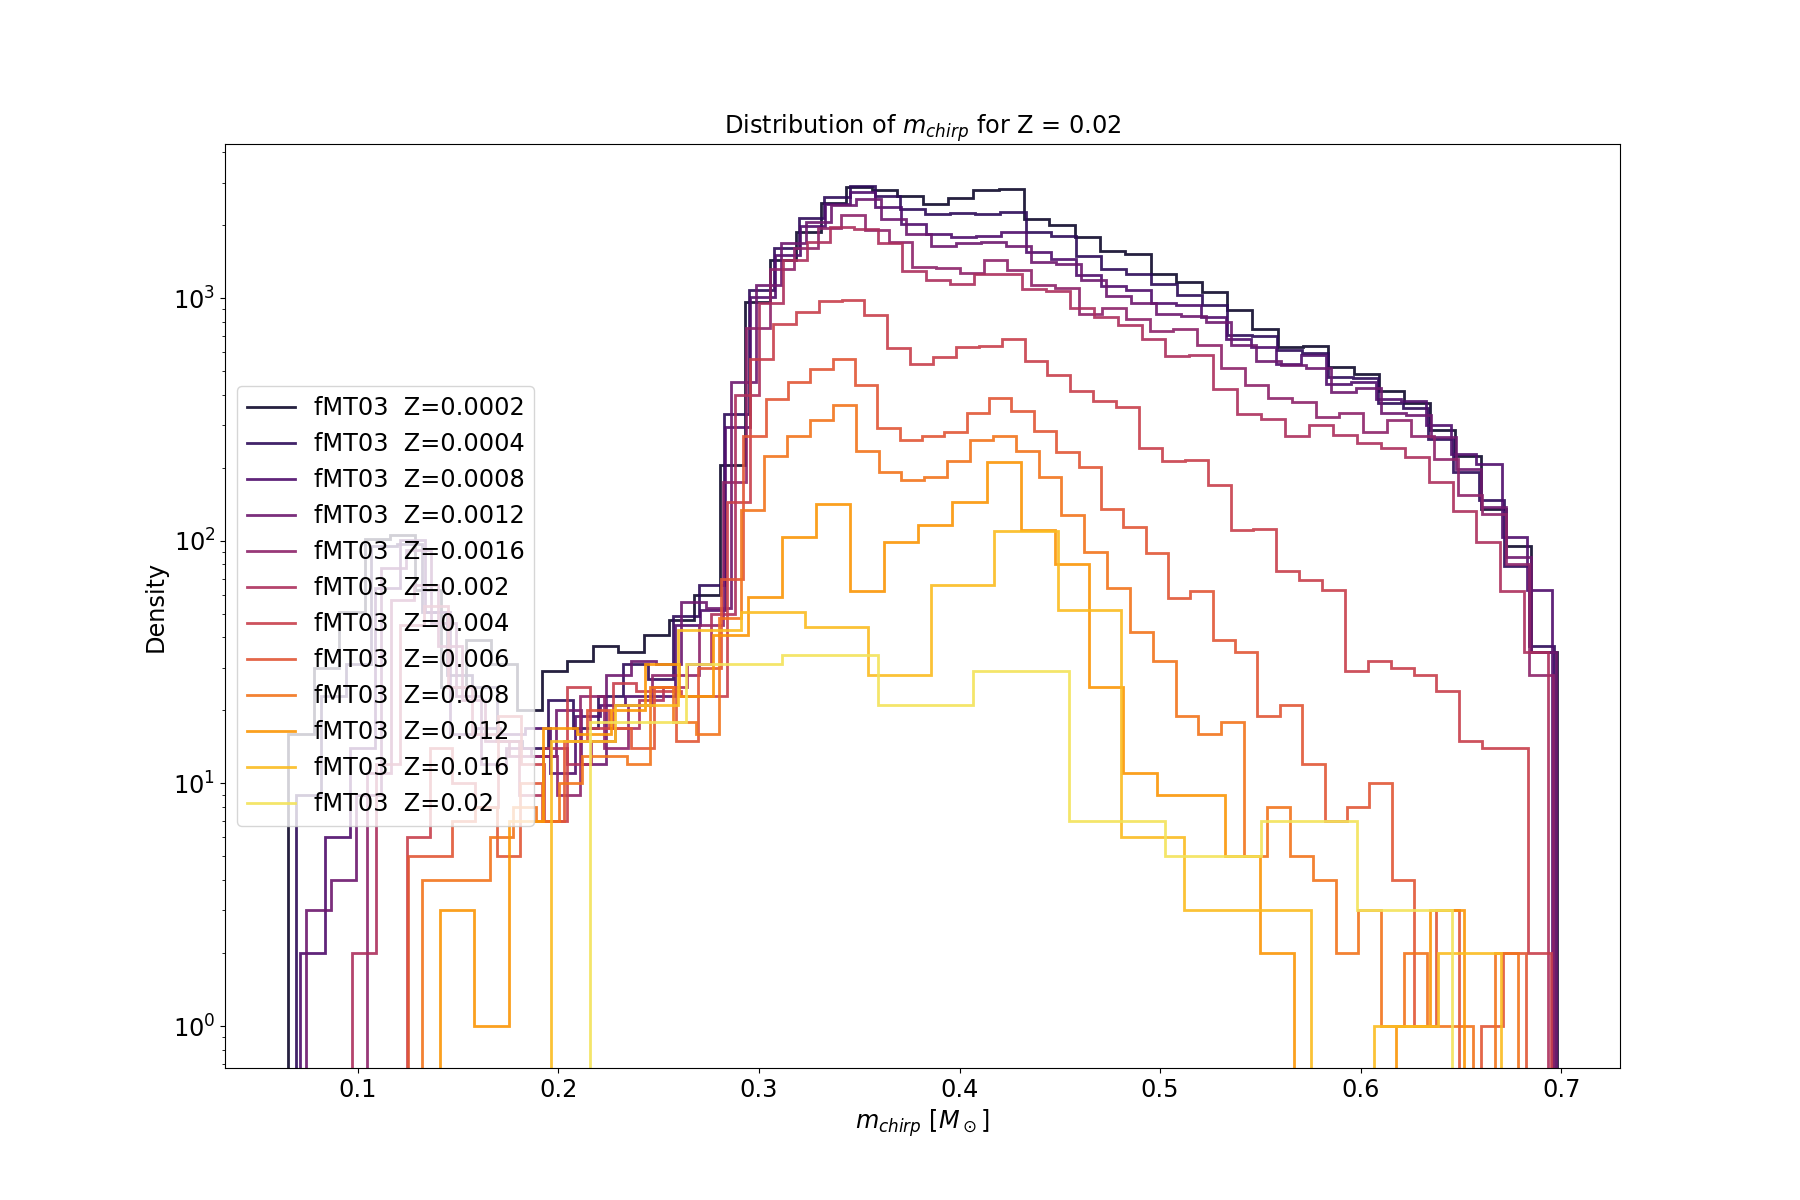 Distribution of m_chirp for Z = 0.02
Density
10^3
10^2
10^1
10^0
fMT03 Z=0.0002
fMT03 Z=0.0004
fMT03 Z=0.0008
fMT03 Z=0.0012
fMT03 Z=0.0016
fMT03 Z=0.002
fMT03 Z=0.004
fMT03 Z=0.006
fMT03 Z=0.008
fMT03 Z=0.012
fMT03 Z=0.016
fMT03 Z=0.02
0.1 0.2 0.3 0.4 0.5 0.6 0.7
m_chirp [M_⊙]